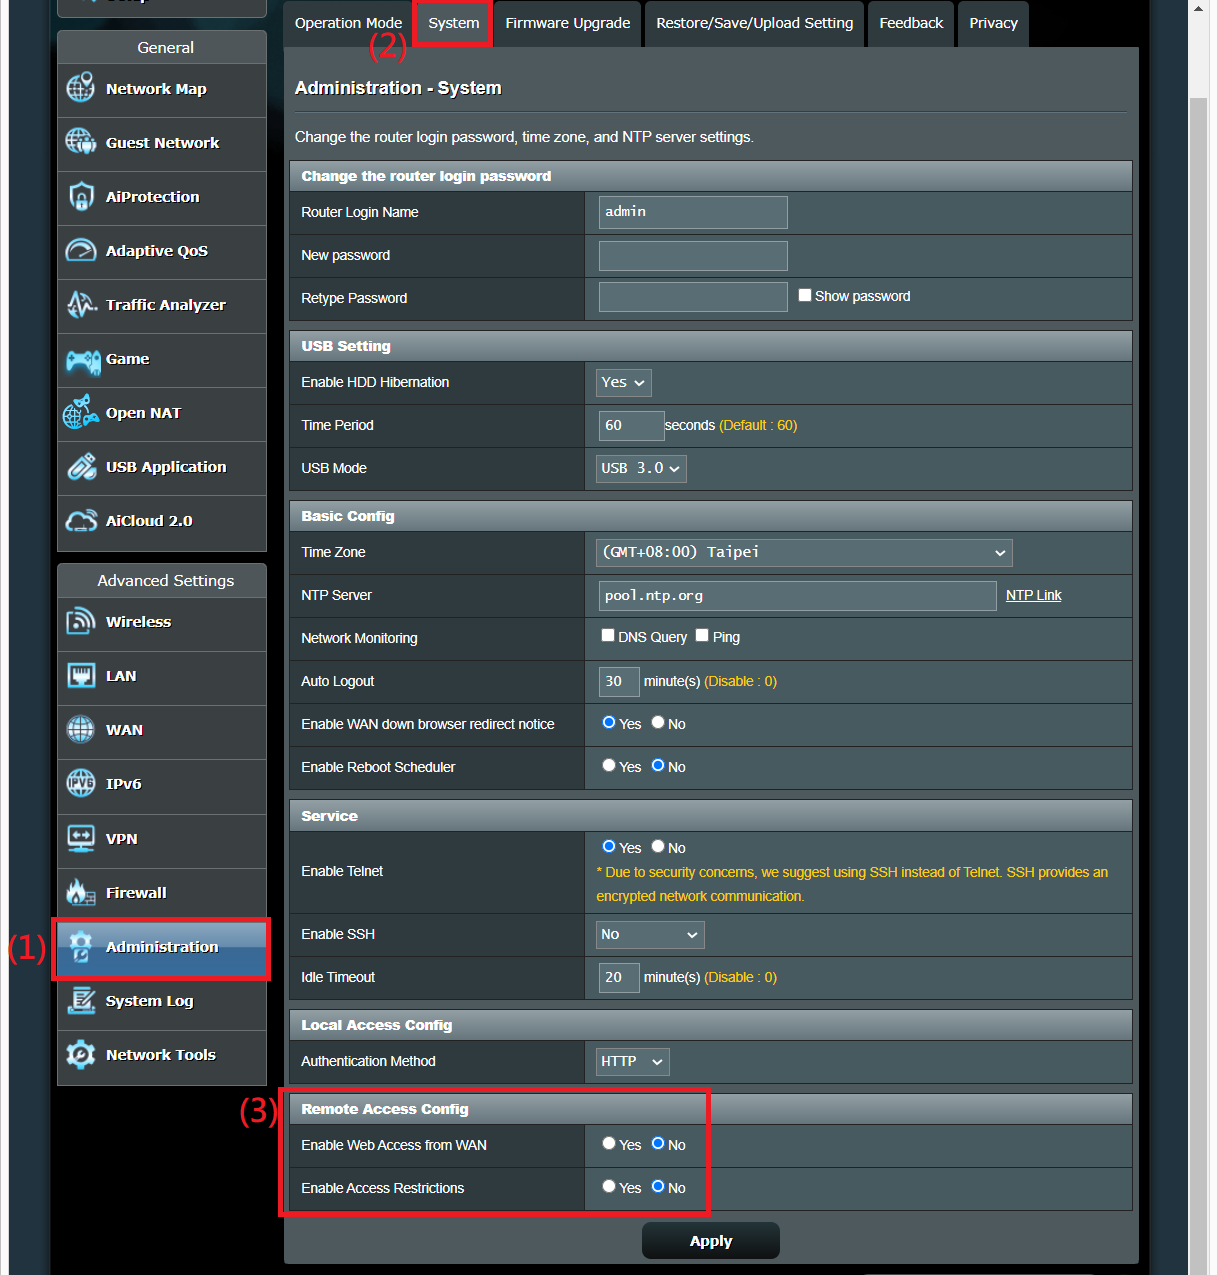 General
Network Map
Guest Network
AiProtection
Adaptive QoS
Traffic Analyzer
Game
Open NAT
USB Application
AiCloud 2.0
Advanced Settings
Wireless
LAN
WAN
IPv6
VPN
Firewall
(1) Administration
System Log
Network Tools
Operation Mode System Firmware Upgrade Restore/Save/Upload Setting Feedback Privacy
(2)
Administration - System
Change the router login password, time zone, and NTP server settings.
Change the router login password
Router Login Name admin
New password
Retype Password Show password
USB Setting
Enable HDD Hibernation Yes
Time Period 60 seconds (Default : 60)
USB Mode USB 3.0
Basic Config
Time Zone (GMT+08:00) Taipei
NTP Server pool.ntp.org NTP Link
Network Monitoring DNS Query Ping
Auto Logout 30 minute(s) (Disable : 0)
Enable WAN down browser redirect notice Yes No
Enable Reboot Scheduler Yes No
Service
Enable Telnet Yes No
* Due to security concerns, we suggest using SSH instead of Telnet. SSH provides an
encrypted network communication.
Enable SSH No
Idle Timeout 20 minute(s) (Disable : 0)
Local Access Config
Authentication Method HTTP
(3) Remote Access Config
Enable Web Access from WAN Yes No
Enable Access Restrictions Yes No
Apply